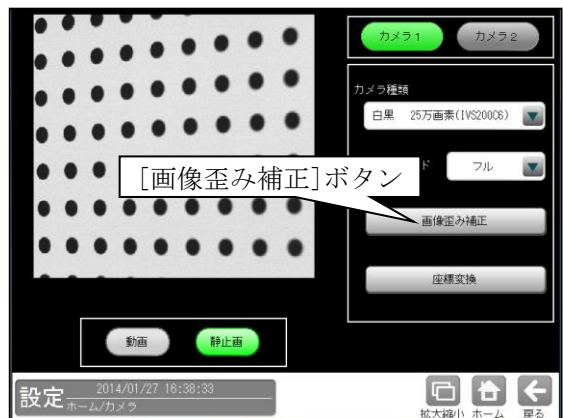 カメラ1
カメラ2
カメラ種類
白黒 25万画素(IVS200C6)
ド
フル
[画像歪み補正]ボタン
画像歪み補正
座標変換
動画
静止画
設定
2014/01/27 16:38:33
ホーム/カメラ
拡大縮小
ホーム
戻る